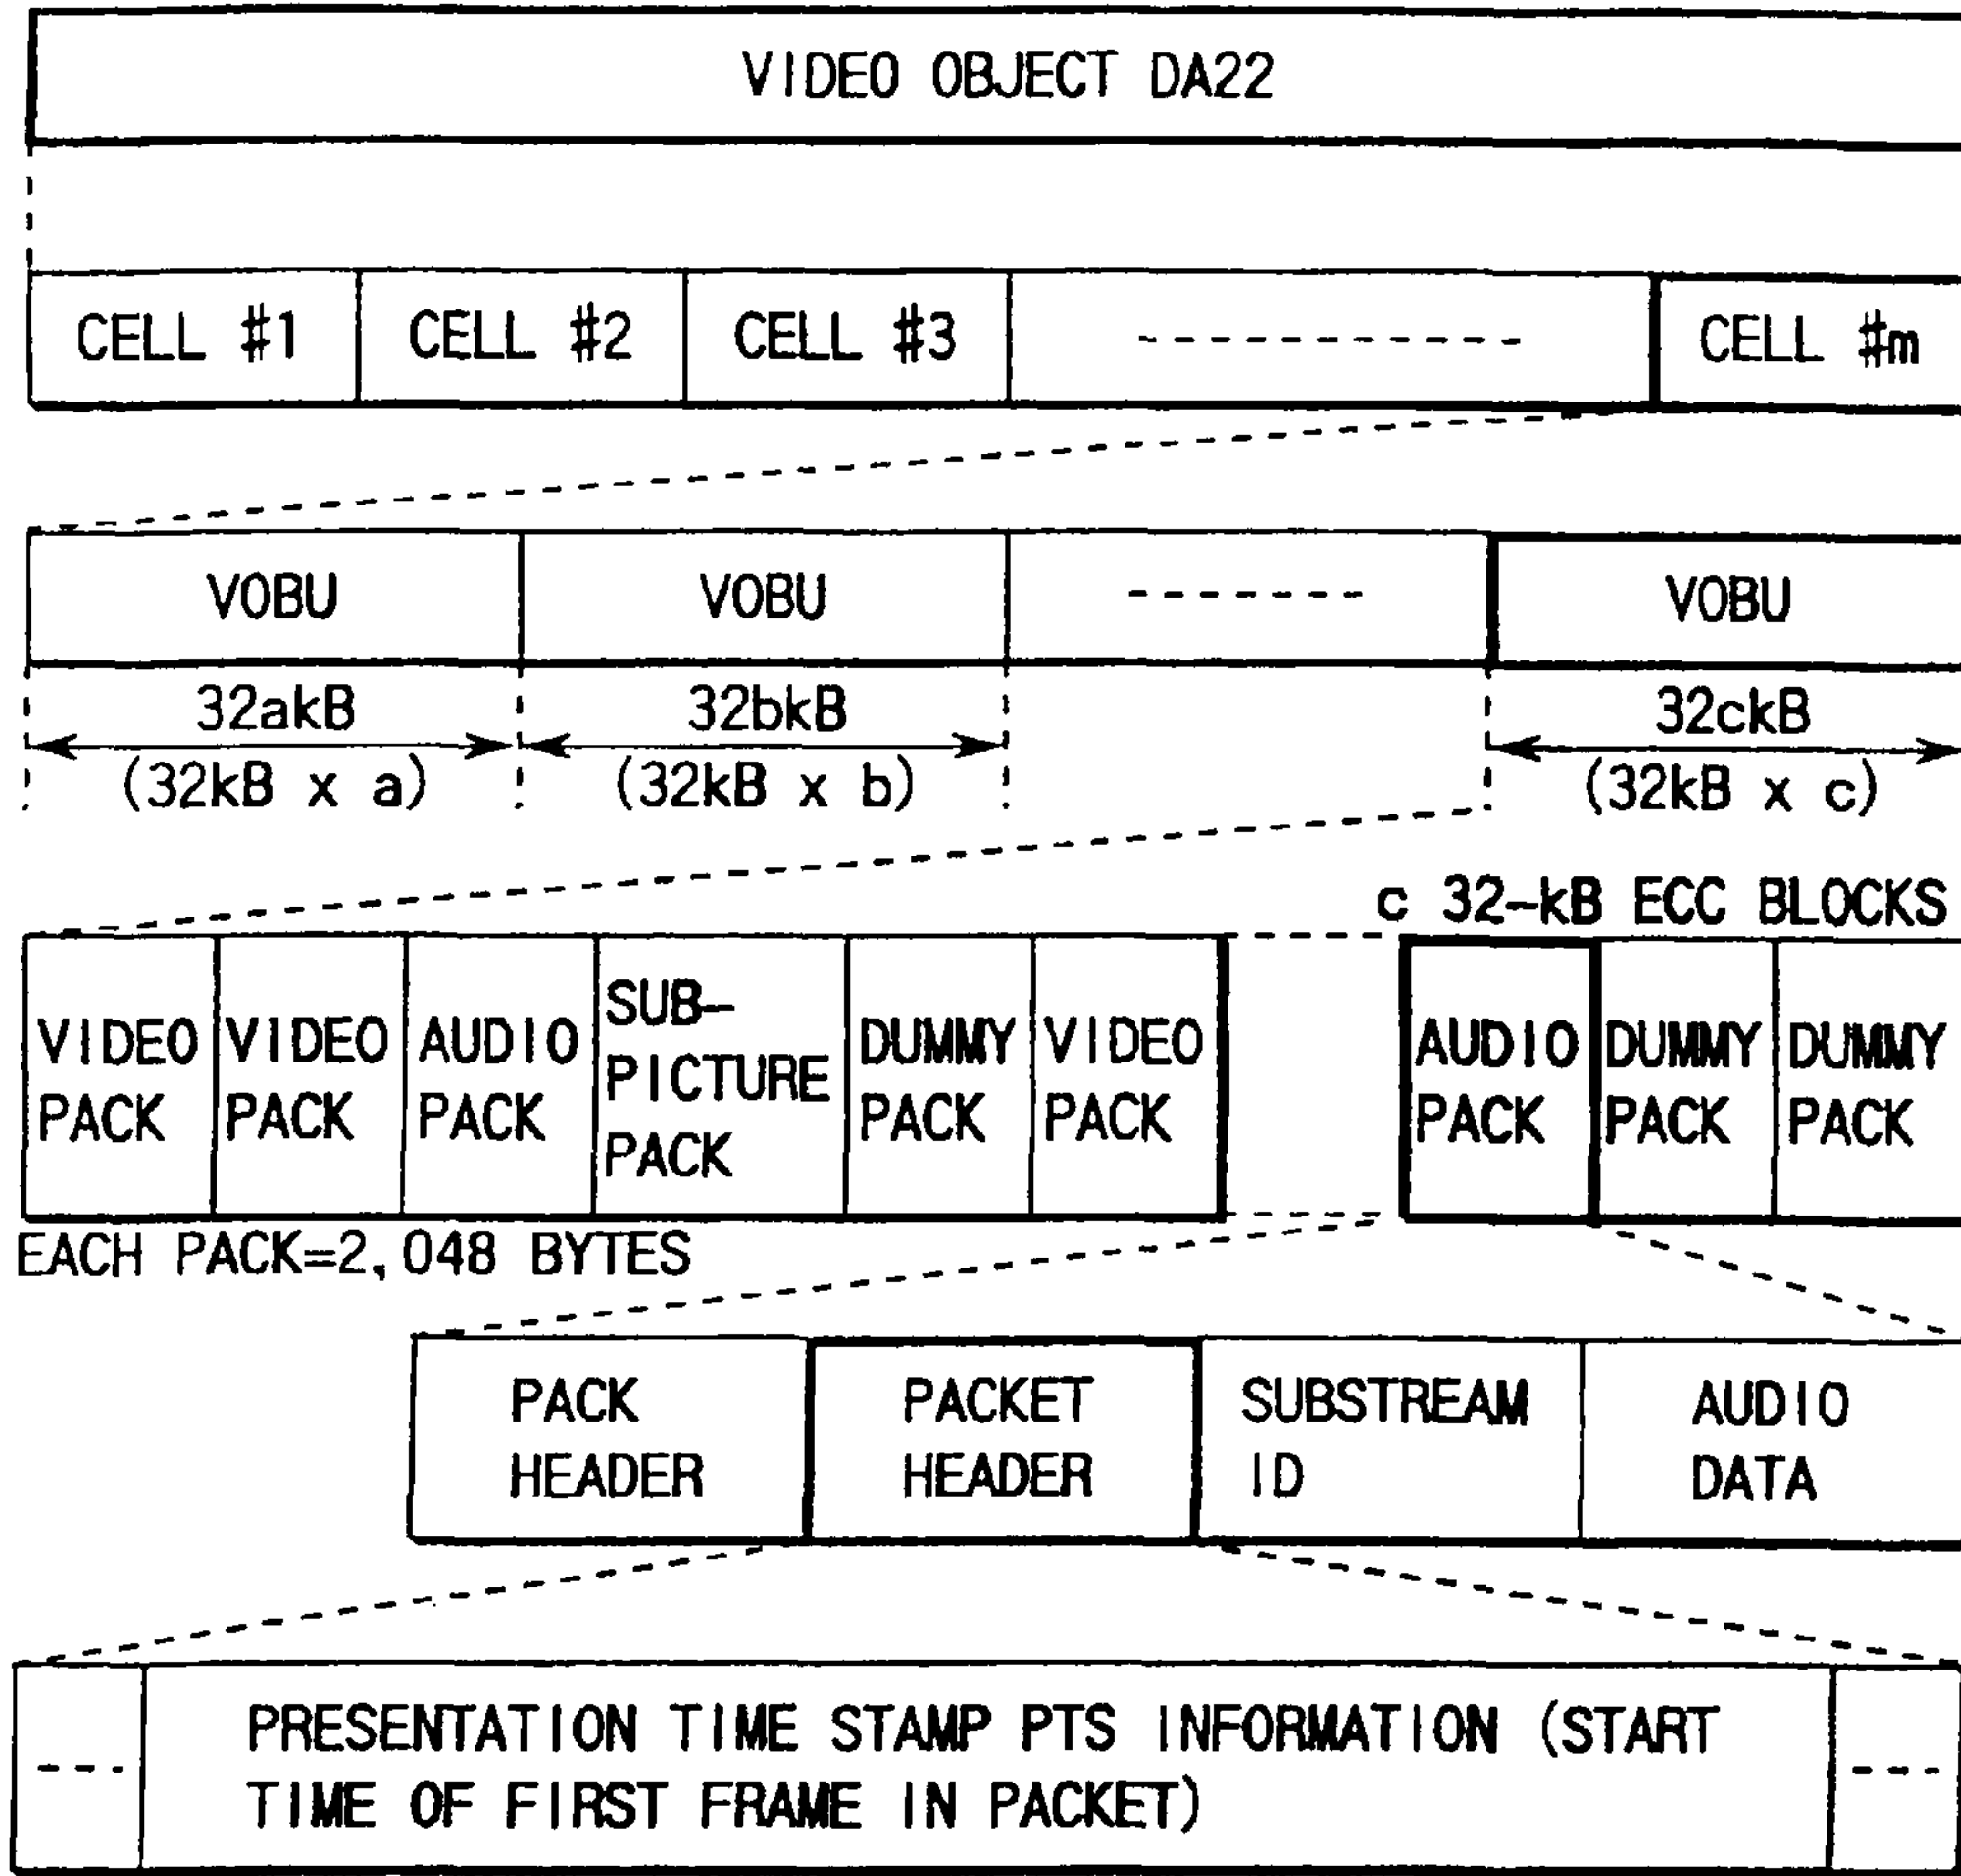 VIDEO OBJECT DA22
CELL #1
CELL #2
CELL #3
CELL #m
VOBU
VOBU
VOBU
32akB
(32kB x a)
32bkB
(32kB x b)
32ckB
(32kB x c)
c 32-kB ECC BLOCKS
VIDEO
PACK
VIDEO
PACK
AUDIO
PACK
SUB-
PICTURE
PACK
DUMMY
PACK
VIDEO
PACK
AUDIO
PACK
DUMMY
PACK
DUMMY
PACK
EACH PACK=2,048 BYTES
PACK
HEADER
PACKET
HEADER
SUBSTREAM
ID
AUDIO
DATA
PRESENTATION TIME STAMP PTS INFORMATION (START
TIME OF FIRST FRAME IN PACKET)